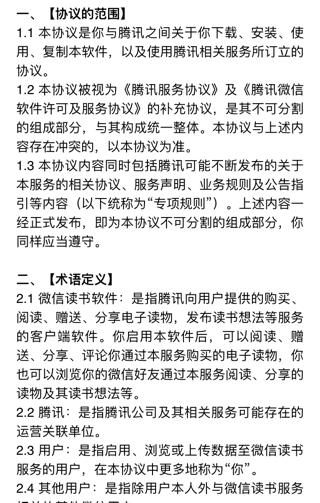 一、【协议的范围】
1.1 本协议是你与腾讯之间关于你下载、安装、使
用、复制本软件，以及使用腾讯相关服务所订立的
协议。
1.2 本协议被视为《腾讯服务协议》及《腾讯微信
软件许可及服务协议》的补充协议，是其不可分割
的组成部分，与其构成统一整体。本协议与上述内
容存在冲突的，以本协议为准。
1.3 本协议内容同时包括腾讯可能不断发布的关于
本服务的相关协议、服务声明、业务规则及公告指
引等内容（以下统称为“专项规则”）。上述内容一
经正式发布，即为本协议不可分割的组成部分，你
同样应当遵守。
二、【术语定义】
2.1 微信读书软件：是指腾讯向用户提供的购买、
阅读、赠送、分享电子读物，发布读书想法等服务
的客户端软件。你启用本软件后，可以阅读、赠
送、分享、评论你通过本服务购买的电子读物，你
也可以浏览你的微信好友通过本服务阅读、分享的
读物及其读书想法等。
2.2 腾讯：是指腾讯公司及其相关服务可能存在的
运营关联单位。
2.3 用户：是指启用、浏览或上传数据至微信读书
服务的用户，在本协议中更多地称为“你”。
2.4 其他用户：是指除用户本人外与微信读书服务